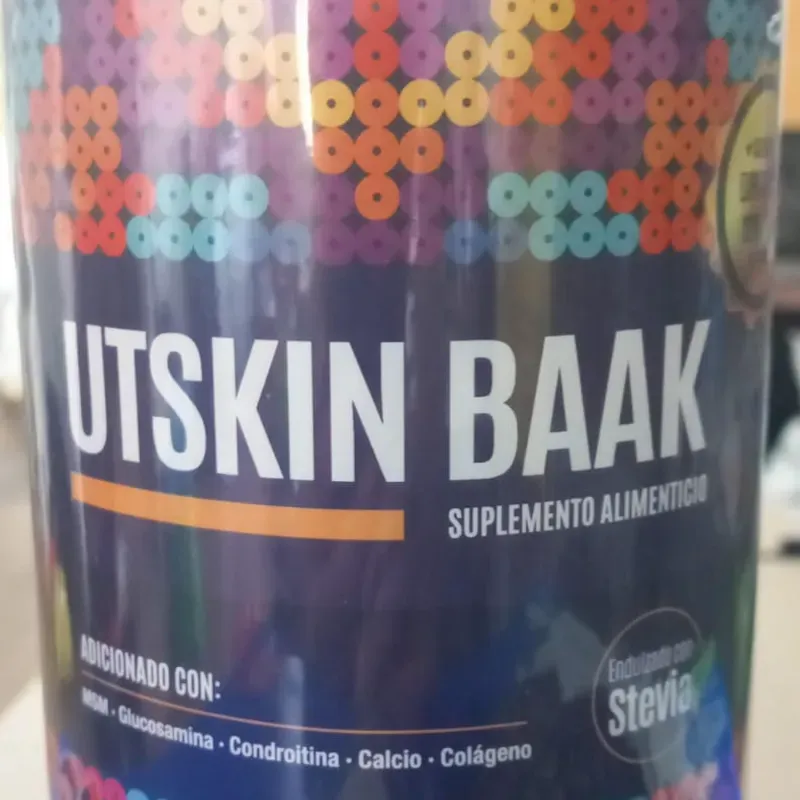 UTSKIN BAAK
SUPLEMENTO ALIMENTICIO
ADICIONADO CON:
MSM · Glucosamina · Condroitina · Calcio · Colágeno
Endulzado con
Stevia